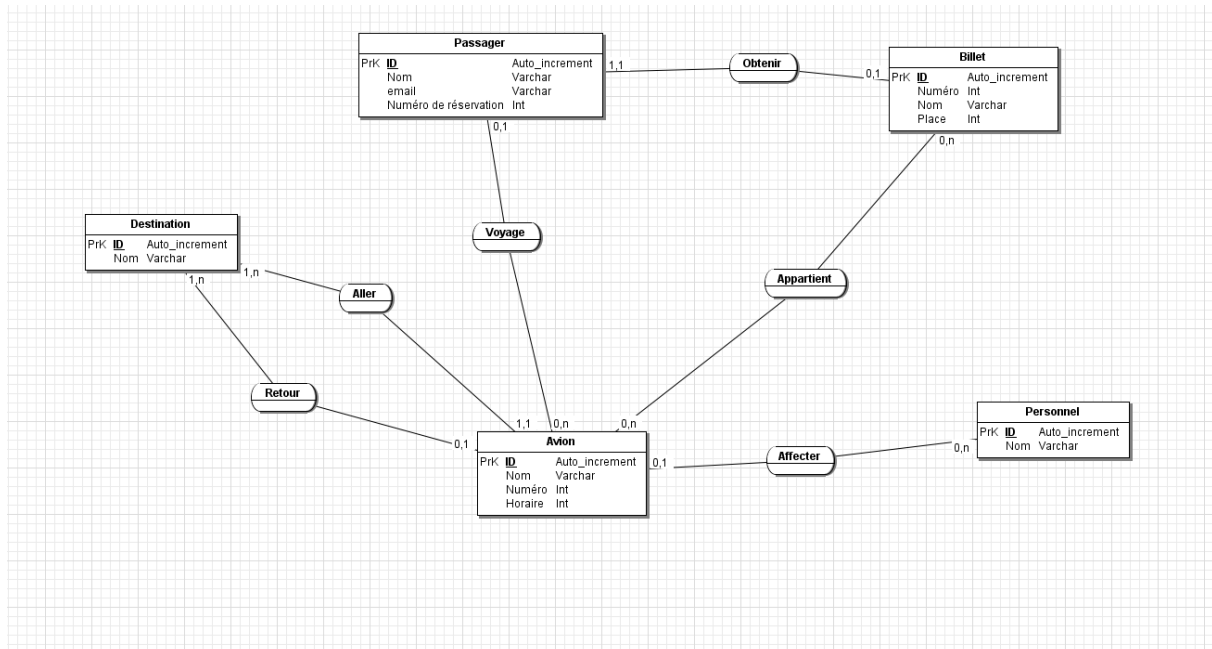 Passager
PrK ID Auto_increment
Nom Varchar
email Varchar
Numéro de réservation Int
1,1
Obtenir
0,1
Billet
PrK ID Auto_increment
Numéro Int
Nom Varchar
Place Int
0,1
0,n
Destination
PrK ID Auto_increment
Nom Varchar
Voyage
1,n
1,n
Aller
Appartient
Retour
1,1
0,n
0,n
0,1
Avion
PrK ID Auto_increment
Nom Varchar
Numéro Int
Horaire Int
0,1
Affecter
0,n
Personnel
PrK ID Auto_increment
Nom Varchar